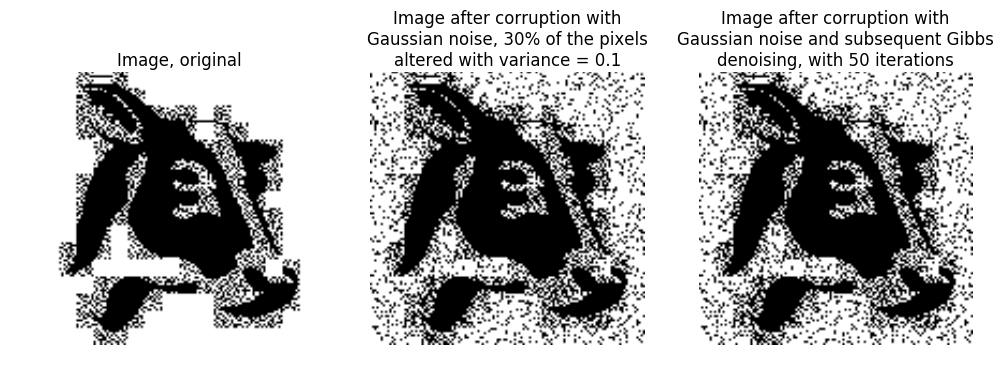 Image, original
Image after corruption with
Gaussian noise, 30% of the pixels
altered with variance = 0.1
Image after corruption with
Gaussian noise and subsequent Gibbs
denoising, with 50 iterations